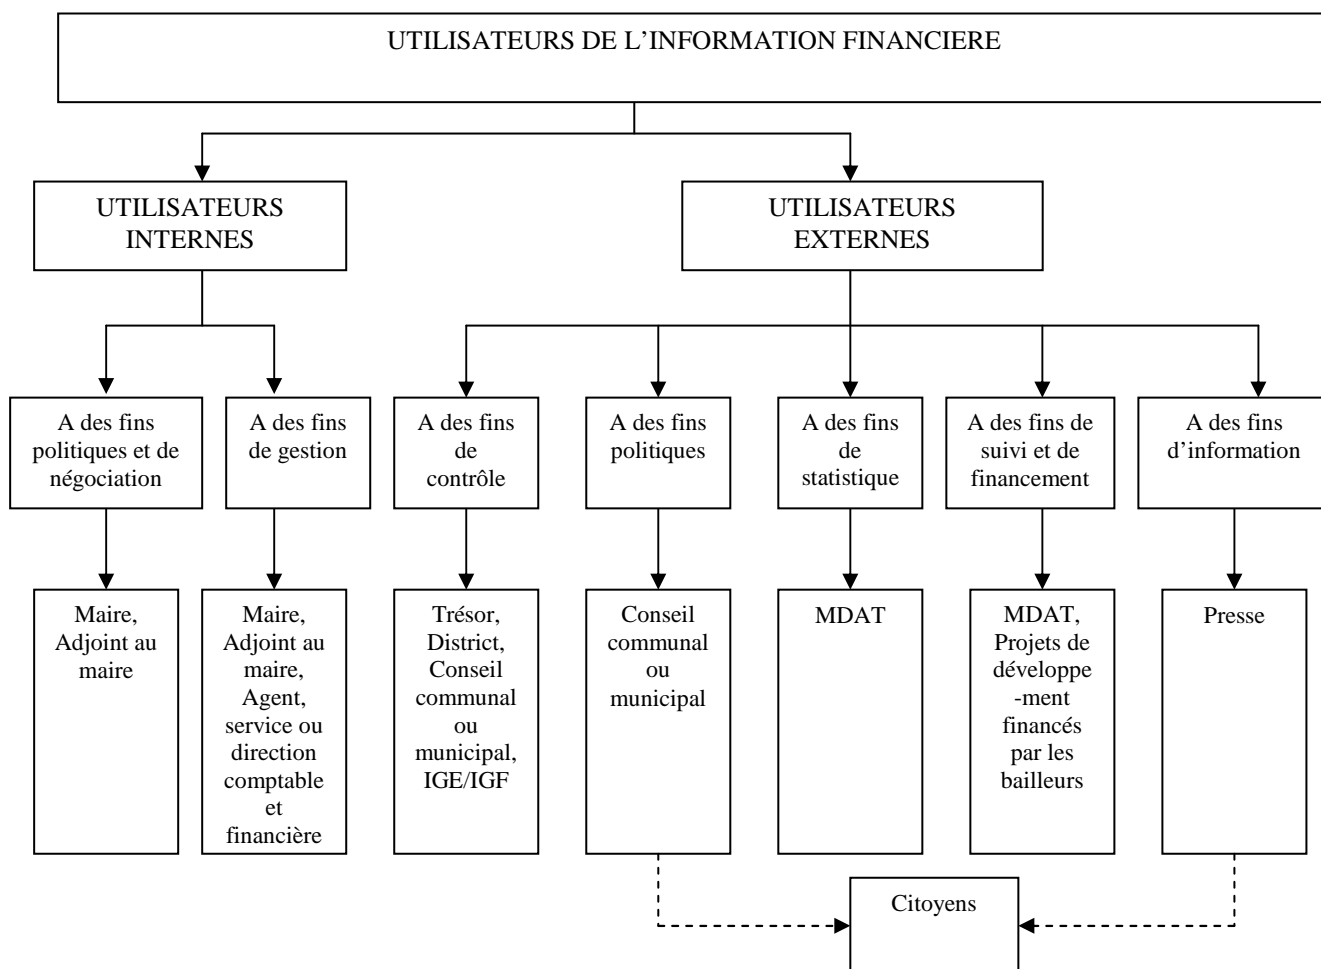 UTILISATEURS DE L’INFORMATION FINANCIERE
UTILISATEURS
INTERNES
UTILISATEURS
EXTERNES
A des fins
politiques et de
négociation
A des fins
de gestion
A des fins
de
contrôle
A des fins
politiques
A des fins
de
statistique
A des fins de
suivi et de
financement
A des fins
d’information
Maire,
Adjoint au
maire
Maire,
Adjoint au
maire,
Agent,
service ou
direction
comptable
et
financière
Trésor,
District,
Conseil
communal
ou
municipal,
IGE/IGF
Conseil
communal
ou
municipal
MDAT
MDAT,
Projets de
développe
-ment
financés
par les
bailleurs
Presse
Citoyens